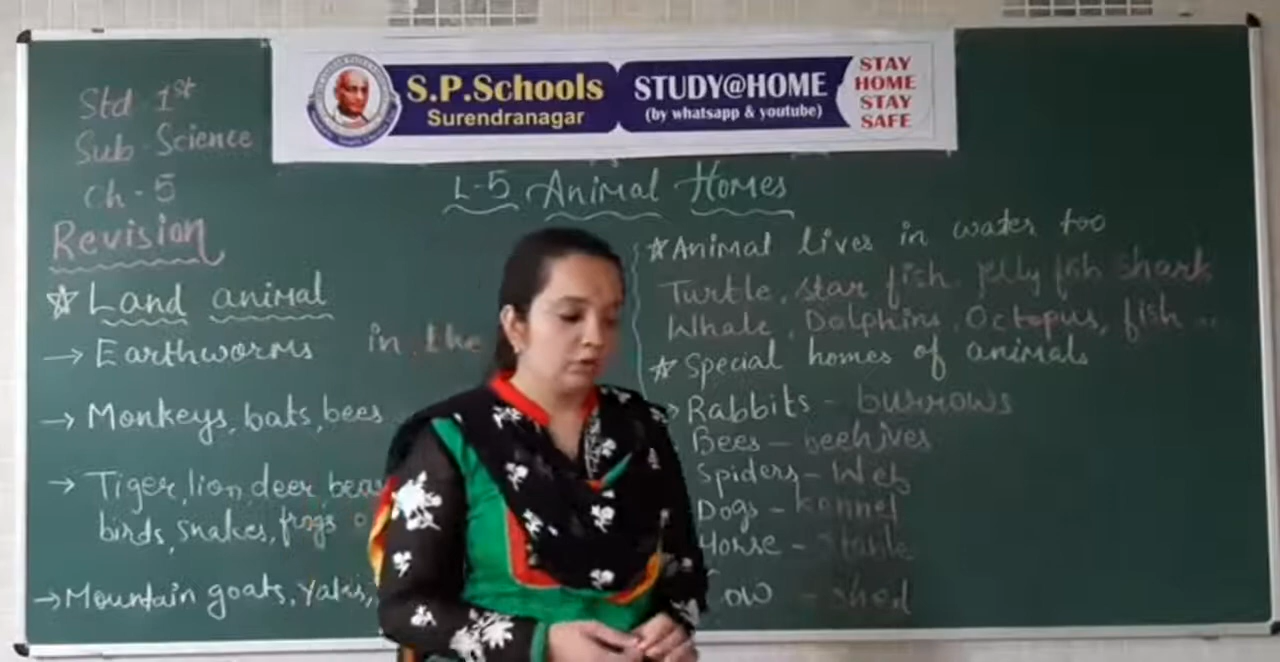 S.P.Schools
Surendranagar
STUDY@HOME
(by whatsapp & youtube)
STAY
HOME
STAY
SAFE
Std 1st
Sub Science
Ch - 5
L-5 Animal Homes
Revision
☆ Land animal
→ Earthworms in the
→ Monkeys, bats, bees
→ Tiger, lion, deer, bear
birds, snakes, frogs
→ Mountain goats, Yaks,
☆ Animal lives in water too
Turtle, star fish, jelly fish shark
Whale, Dolphins, Octopus, fish ...
☆ Special homes of animals
Rabbits - burrows
Bees - beehives
Spiders - Web
Dogs - kennel
Horse - stable
Cow - shed